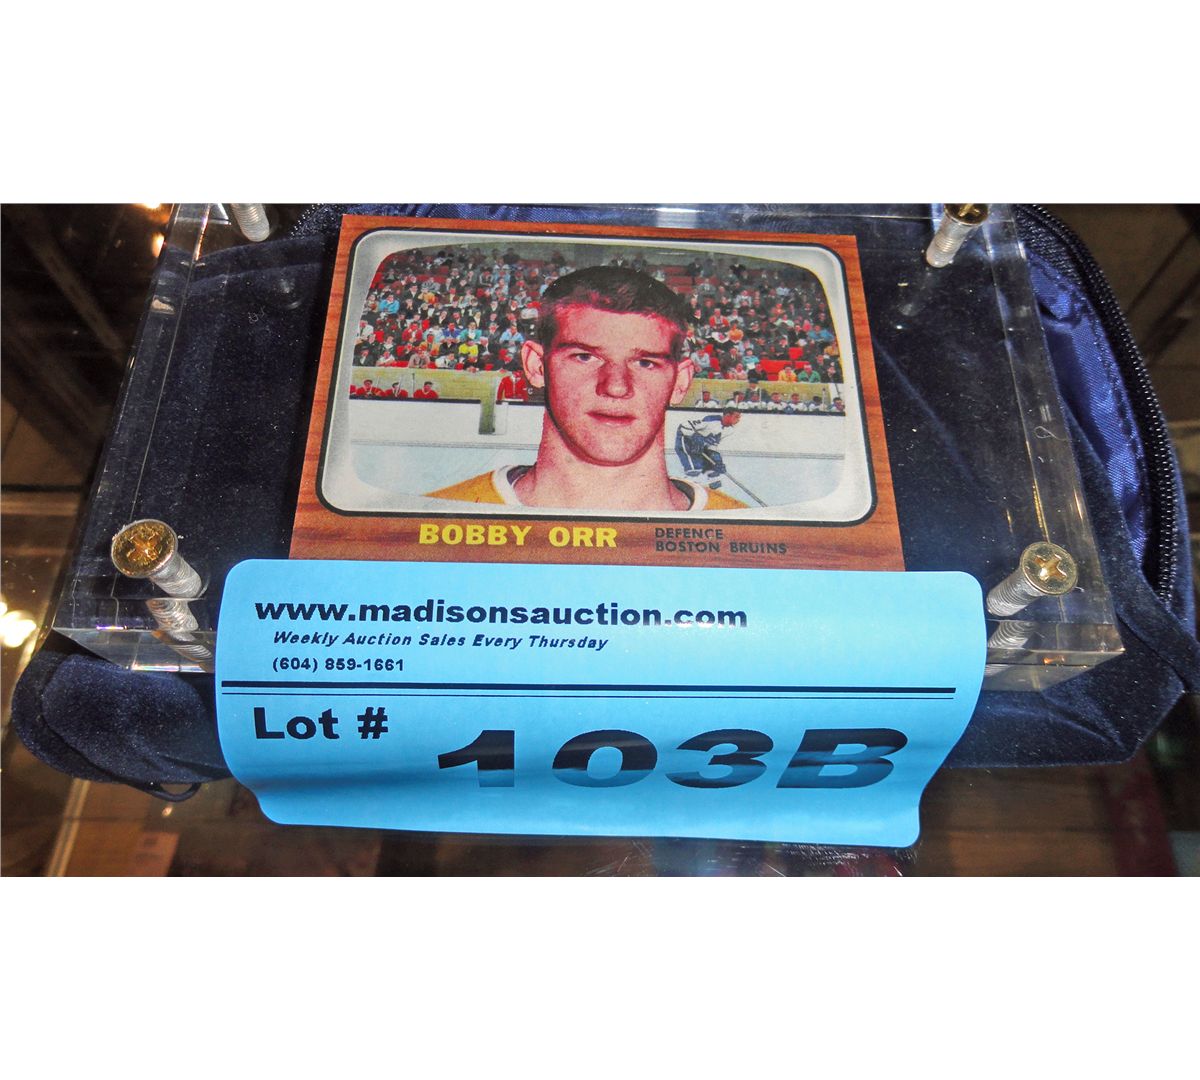 BOBBY ORR
DEFENCE
BOSTON BRUINS
www.madisonsauction.com
Weekly Auction Sales Every Thursday
(604) 859-1661
Lot #
103B